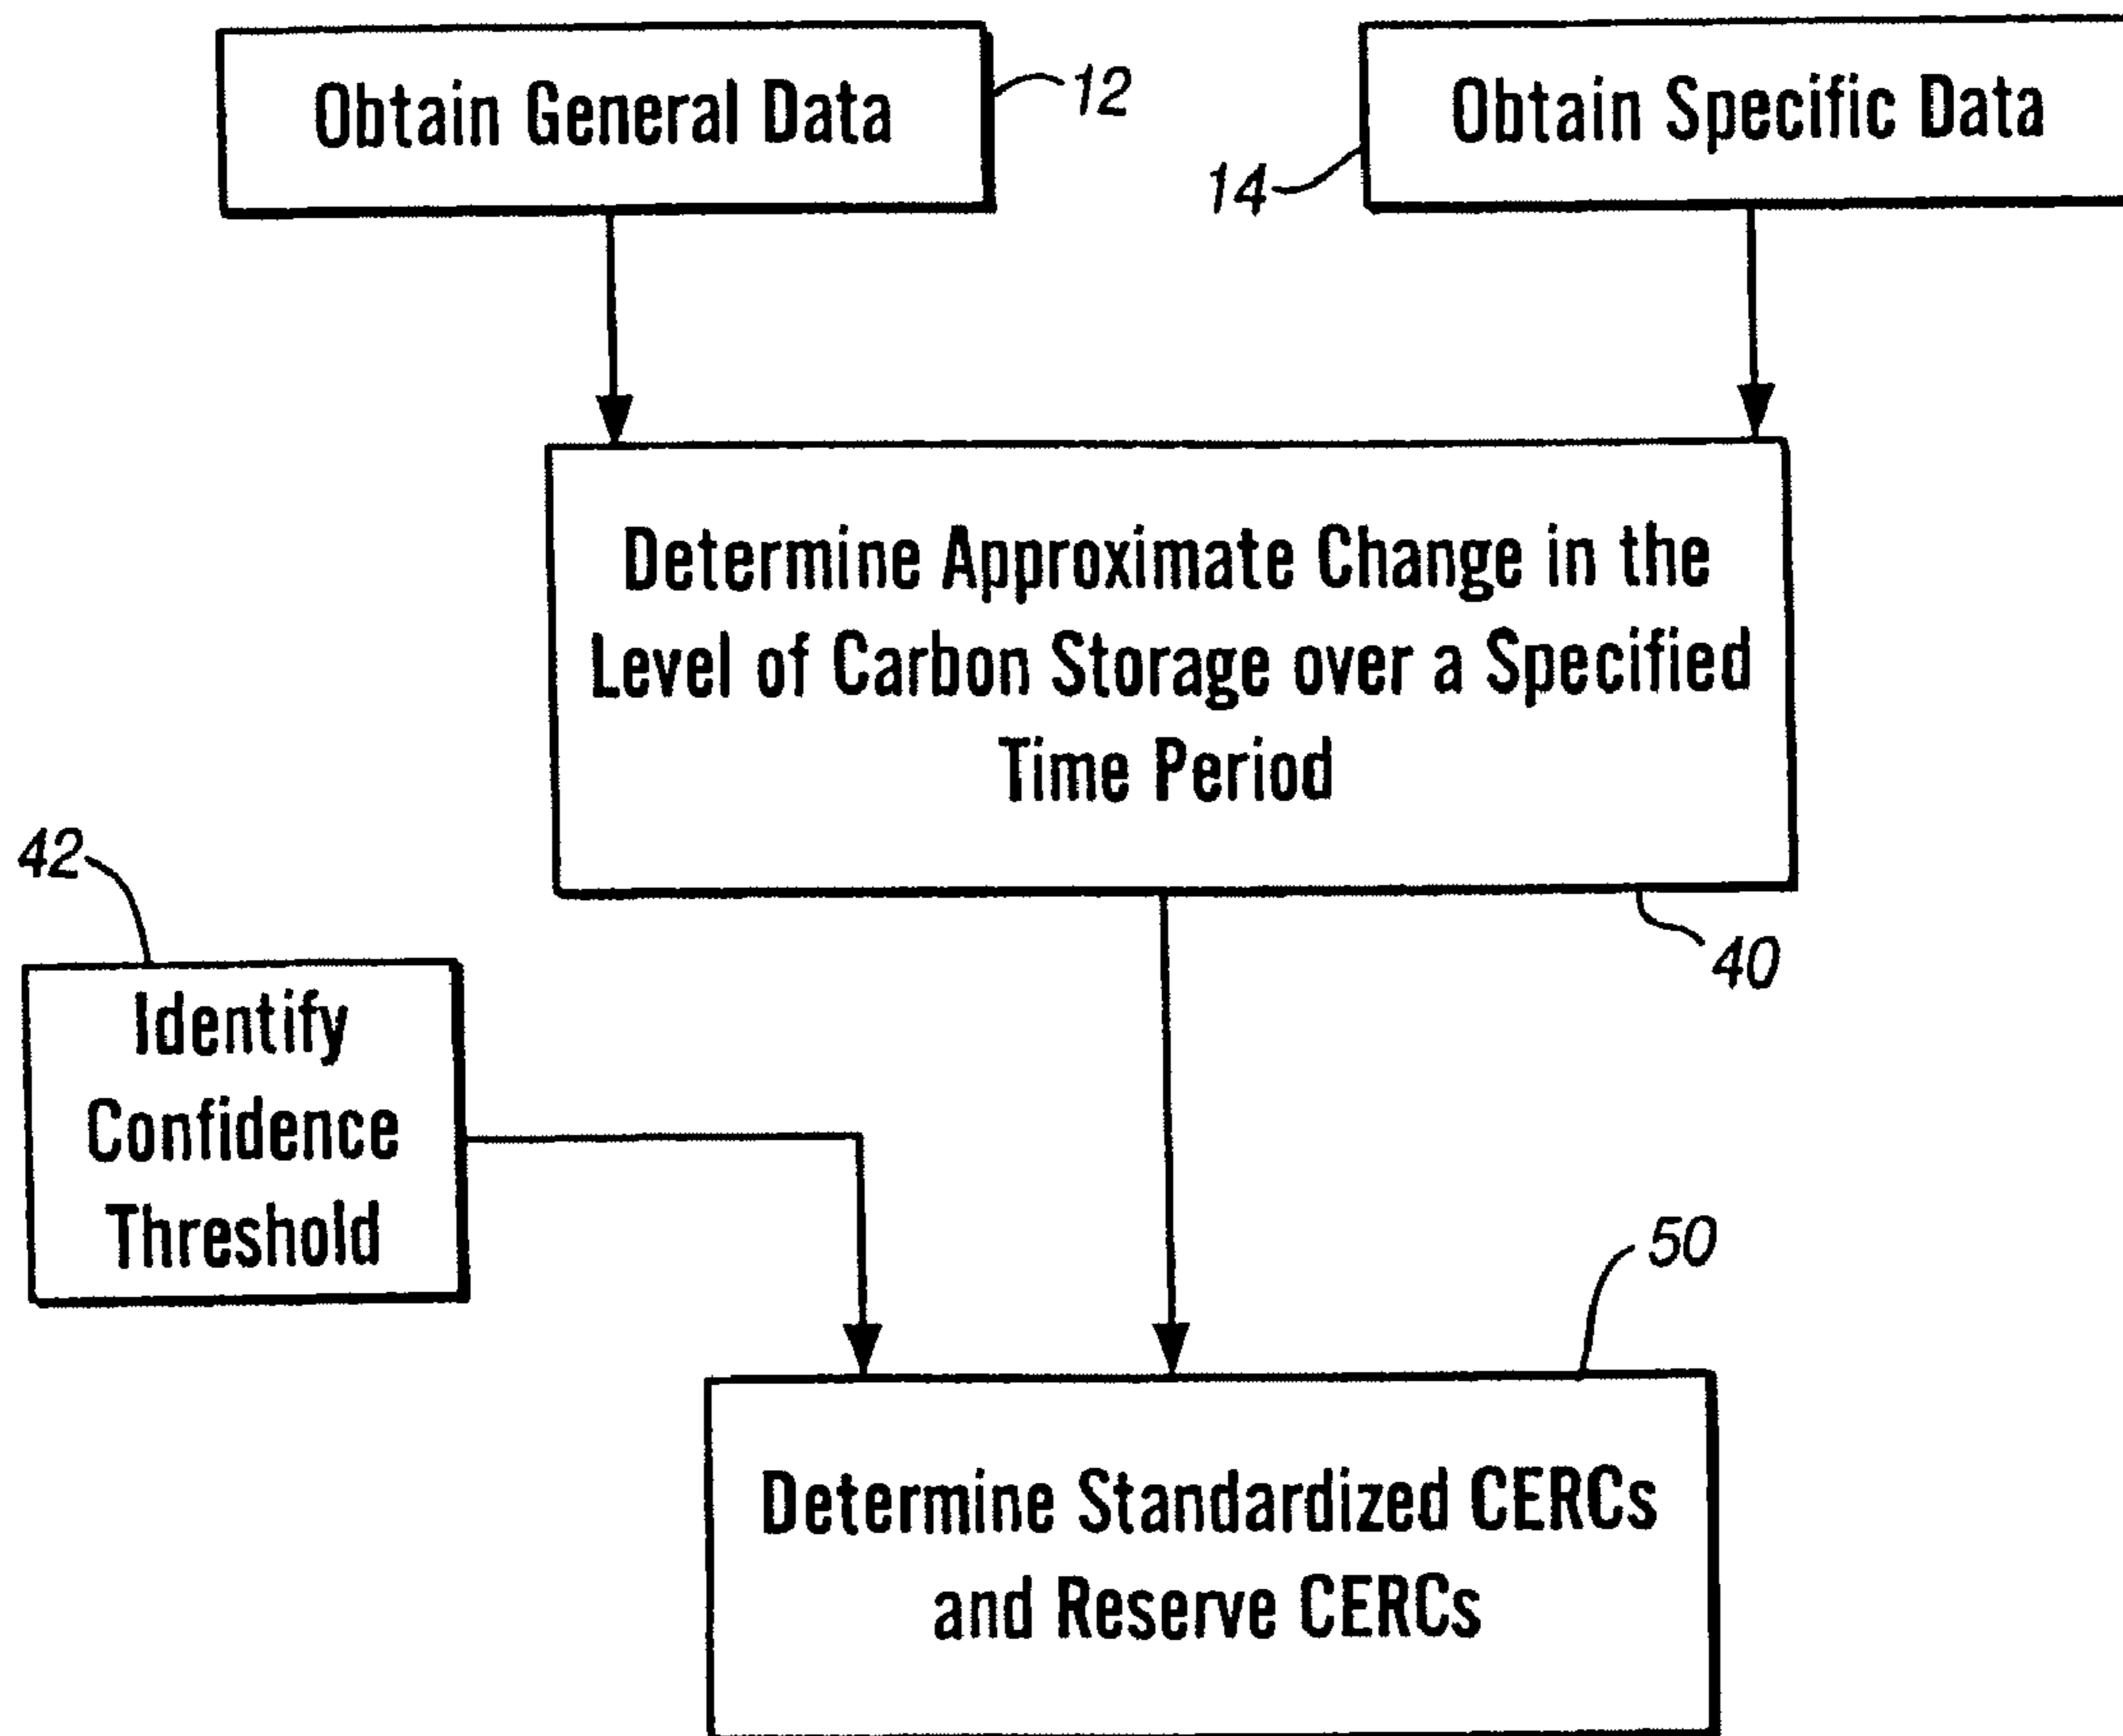 Obtain General Data
12
Obtain Specific Data
14
Determine Approximate Change in the
Level of Carbon Storage over a Specified
Time Period
40
42
Identify
Confidence
Threshold
50
Determine Standardized CERCs
and Reserve CERCs